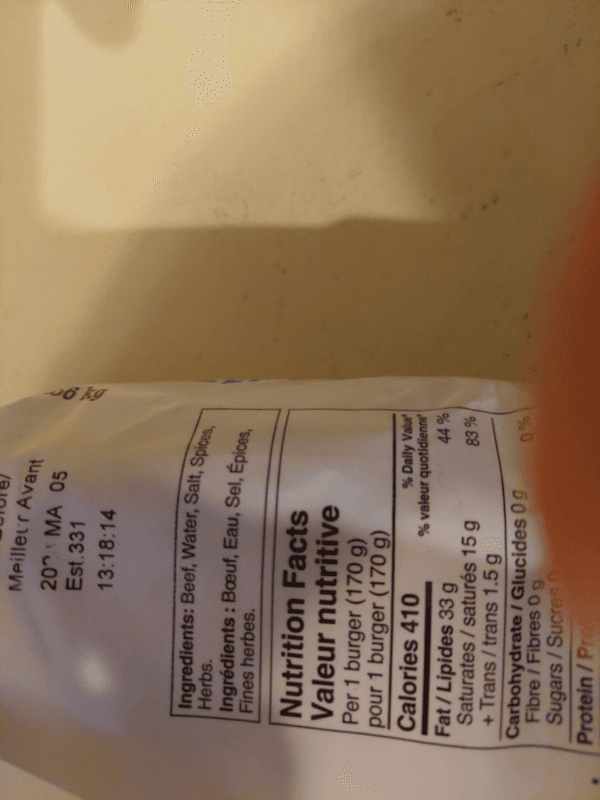 Meilleur Avant
MA 05
Est.331
13:18:14
kg
Ingredients: Beef, Water, Salt, Spices,
Herbs.
Ingrédients : Bœuf, Eau, Sel, Épices,
Fines herbes.
Nutrition Facts
Valeur nutritive
Per 1 burger (170 g)
pour 1 burger (170 g)
Calories 410
% Daily Value*
% valeur quotidienne*
Fat / Lipides 33 g 44 %
Saturates / saturés 15 g
+ Trans / trans 1.5 g 83 %
Carbohydrate / Glucides 0 g
Fibre / Fibres 0 g 0 %
Sugars / Sucres
Protein /